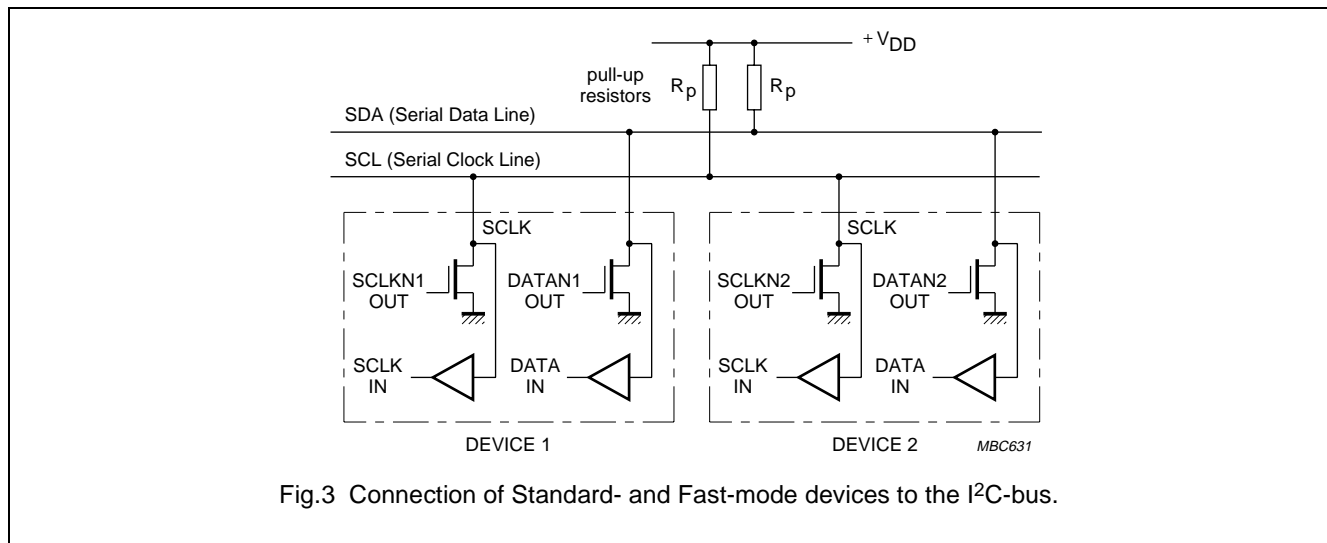 + VDD
pull-up
resistors
Rp
Rp
SDA (Serial Data Line)
SCL (Serial Clock Line)
SCLK
SCLKN1
OUT
DATAN1
OUT
SCLK
IN
DATA
IN
DEVICE 1
SCLK
SCLKN2
OUT
DATAN2
OUT
SCLK
IN
DATA
IN
DEVICE 2
MBC631
Fig.3 Connection of Standard- and Fast-mode devices to the I²C-bus.